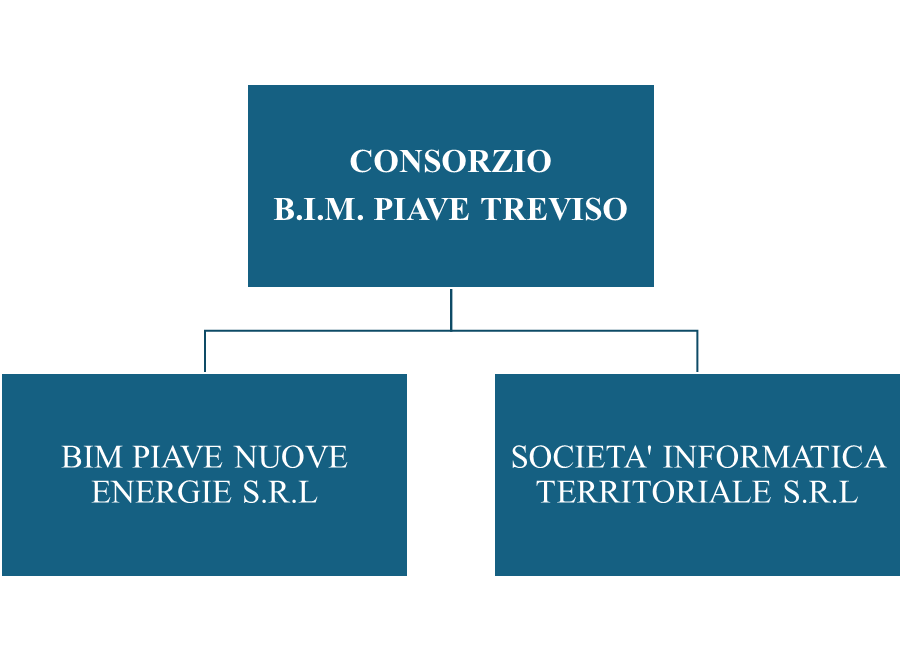 CONSORZIO
B.I.M. PIAVE TREVISO
BIM PIAVE NUOVE
ENERGIE S.R.L
SOCIETA' INFORMATICA
TERRITORIALE S.R.L